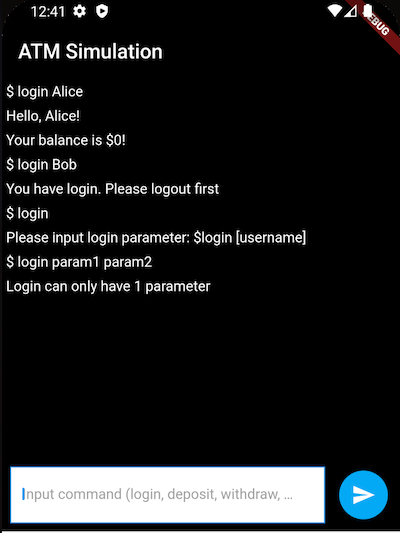 12:41
DEBUG
ATM Simulation
$ login Alice
Hello, Alice!
Your balance is $0!
$ login Bob
You have login. Please logout first
$ login
Please input login parameter: $login [username]
$ login param1 param2
Login can only have 1 parameter
Input command (login, deposit, withdraw, ...